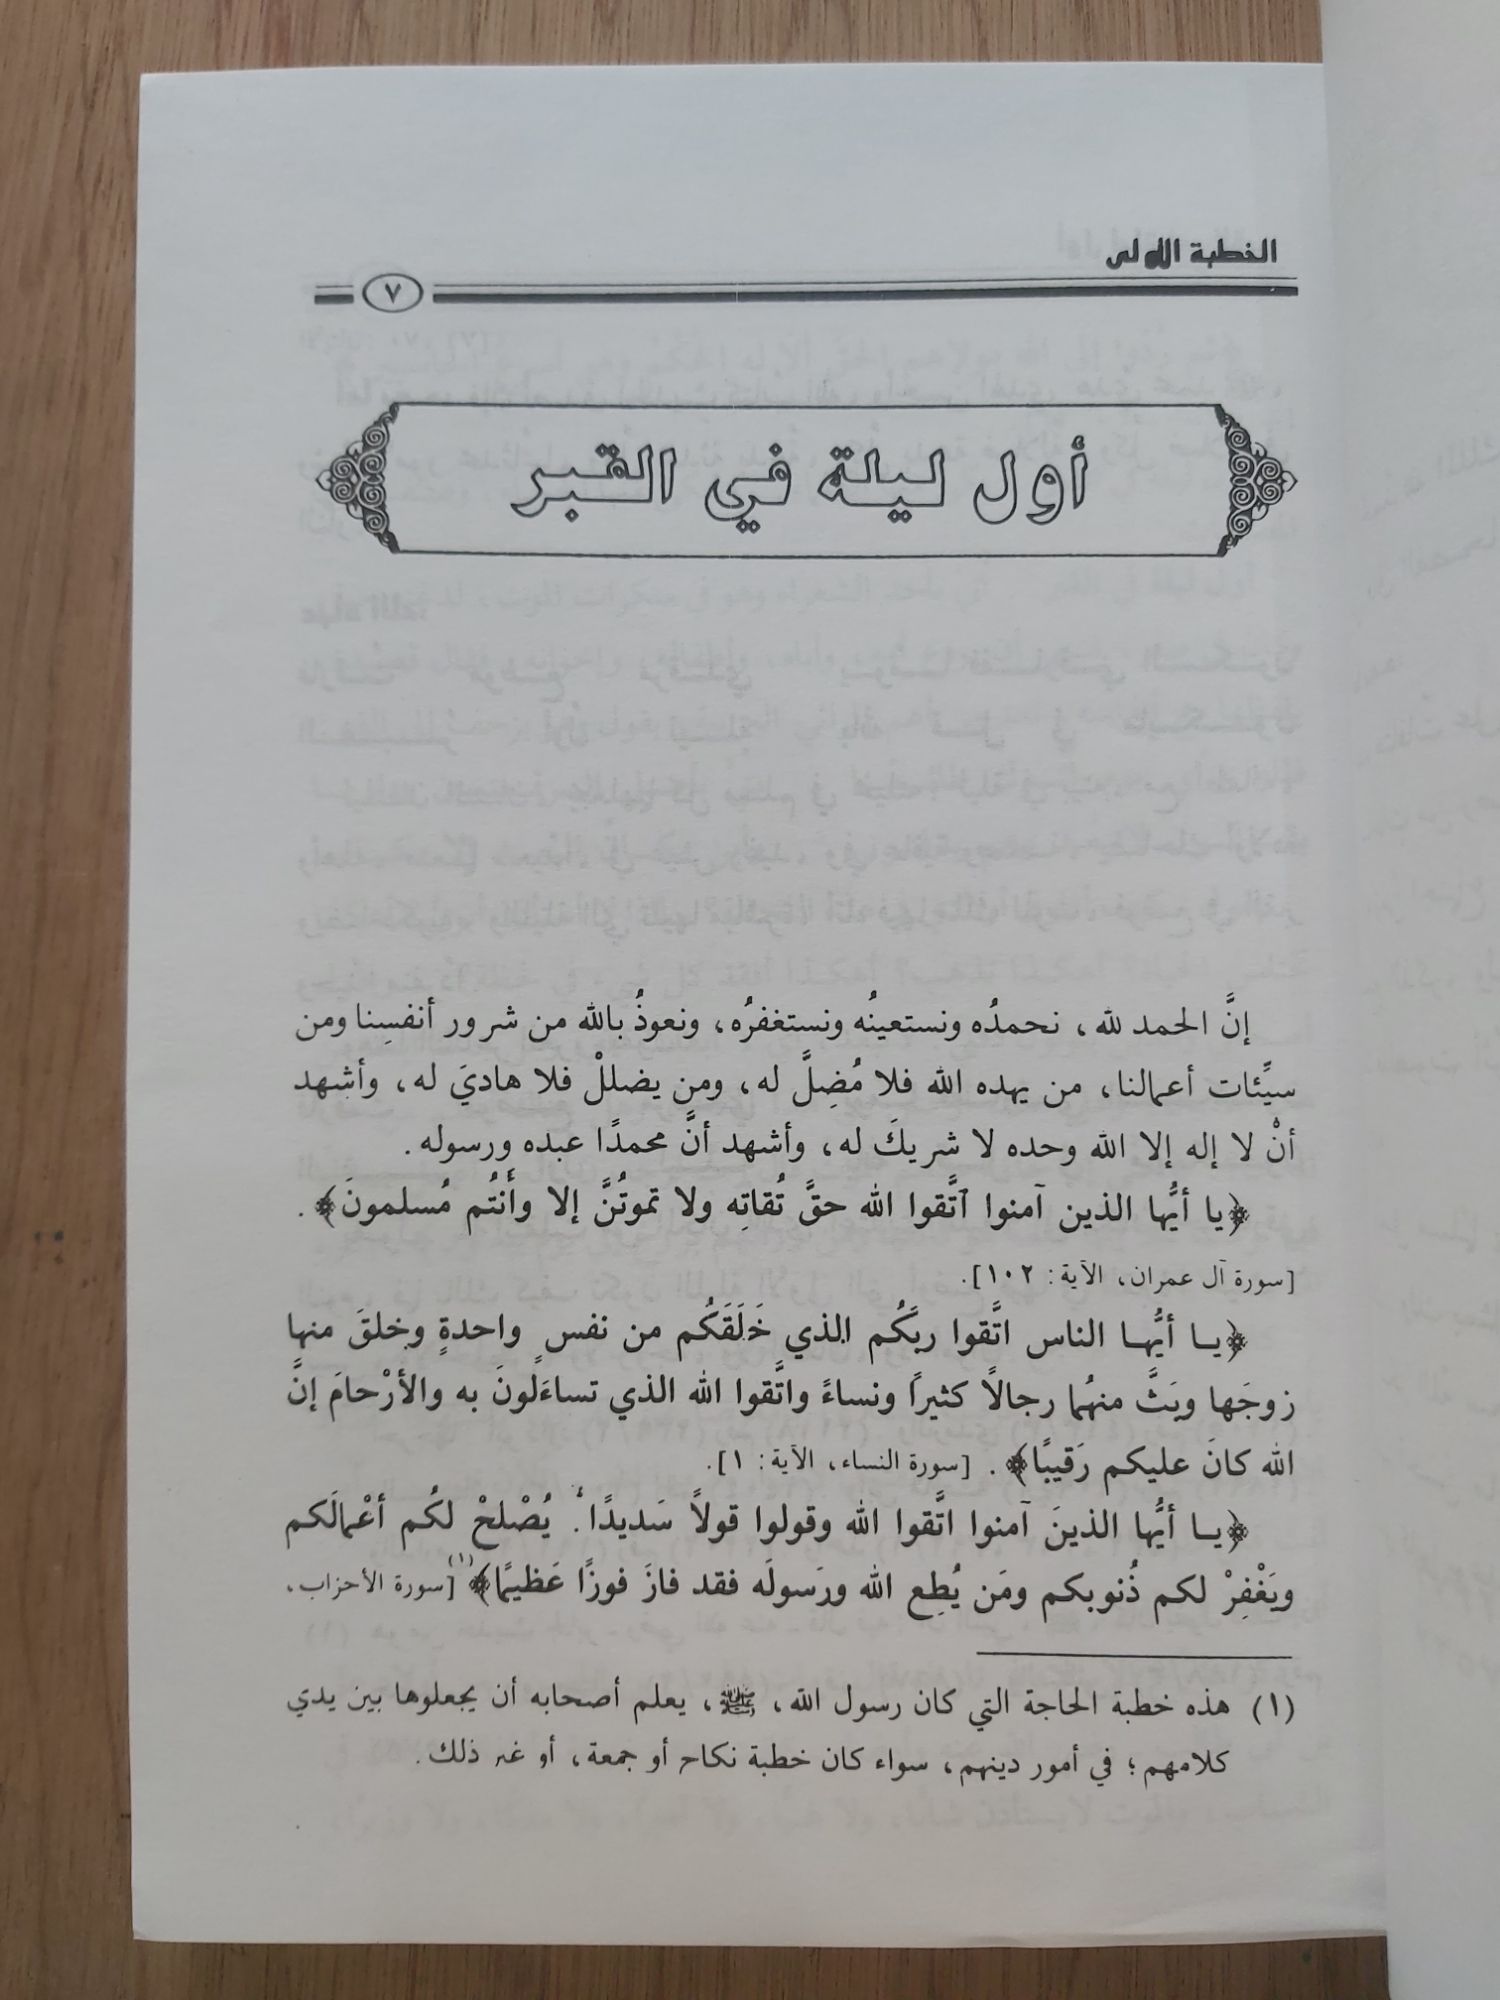 الخطبة الأولى
٧
أول ليلة في القبر
إنَّ الحمد لله، نحمدُه ونستعينُه ونستغفرُه، ونعوذُ بالله من شرور أنفسِنا ومن
سيِّئات أعمالنا، من يهده الله فلا مُضِلَّ له، ومن يضللْ فلا هاديَ له، وأشهد
أنْ لا إله إلا الله وحده لا شريكَ له، وأشهد أنَّ محمدًا عبده ورسوله.
﴿يا أيُّها الذين آمنوا ٱتَّقوا الله حقَّ تُقاتِه ولا تموتُنَّ إلا وأَنتُم مُسلمونَ﴾.
[سورة آل عمران، الآية: ١٠٢].
﴿يـا أيُّهـا الناس اتَّقوا ربَّكُم الذي خَلَقَكُم من نفسٍ واحدةٍ وخلقَ منها
زوجَها وبَثَّ منهُما رجالاً كثيراً ونساءً واتَّقوا الله الذي تساءَلونَ به والأرْحامَ إنَّ
الله كانَ عليكم رَقيبًا﴾. [سورة النساء، الآية: ١].
﴿يـا أيُّها الذينَ آمنوا اتَّقوا الله وقولوا قولاً سَديدًا. يُصْلحْ لكُم أعْمالَكم
ويَغْفِرْ لكم ذُنوبكم ومَن يُطِع الله ورَسولَه فقد فازَ فوزًا عَظيمًا﴾(١) [سورة الأحزاب،
(١) هذه خطبة الحاجة التي كان رسول الله، ﷺ، يعلم أصحابه أن يجعلوها بين يدي
كلامهم؛ في أمور دينهم، سواء كان خطبة نكاح أو جمعة، أو غير ذلك.